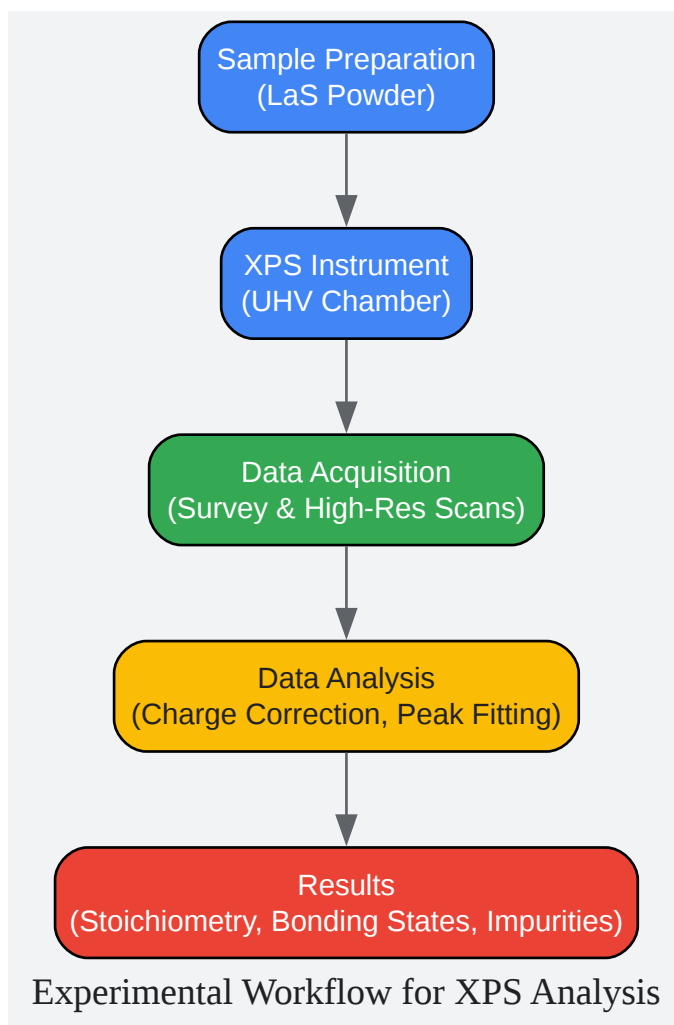 Sample Preparation
(LaS Powder)
XPS Instrument
(UHV Chamber)
Data Acquisition
(Survey & High-Res Scans)
Data Analysis
(Charge Correction, Peak Fitting)
Results
(Stoichiometry, Bonding States, Impurities)
Experimental Workflow for XPS Analysis